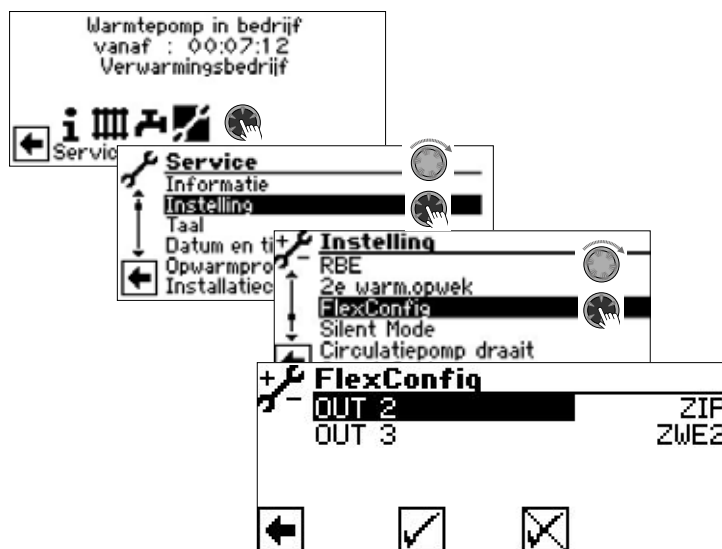 Warmtepomp in bedrijf
vanaf : 00:07:12
Verwarmingsbedrijf
Servic
Service
Informatie
Instelling
Taal
Datum en ti
Opwarmpro
Installatiec
Instelling
RBE
2e warm.opwek
FlexConfig
Silent Mode
Circulatiepomp draait
FlexConfig
OUT 2 ZIP
OUT 3 ZWE2